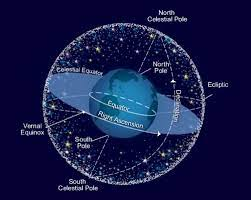 North
Celestial Pole
Celestial Equator
North
Pole
Declination
Ecliptic
Equator
Right Ascension
Vernal
Equinox
South
Pole
South
Celestial Pole